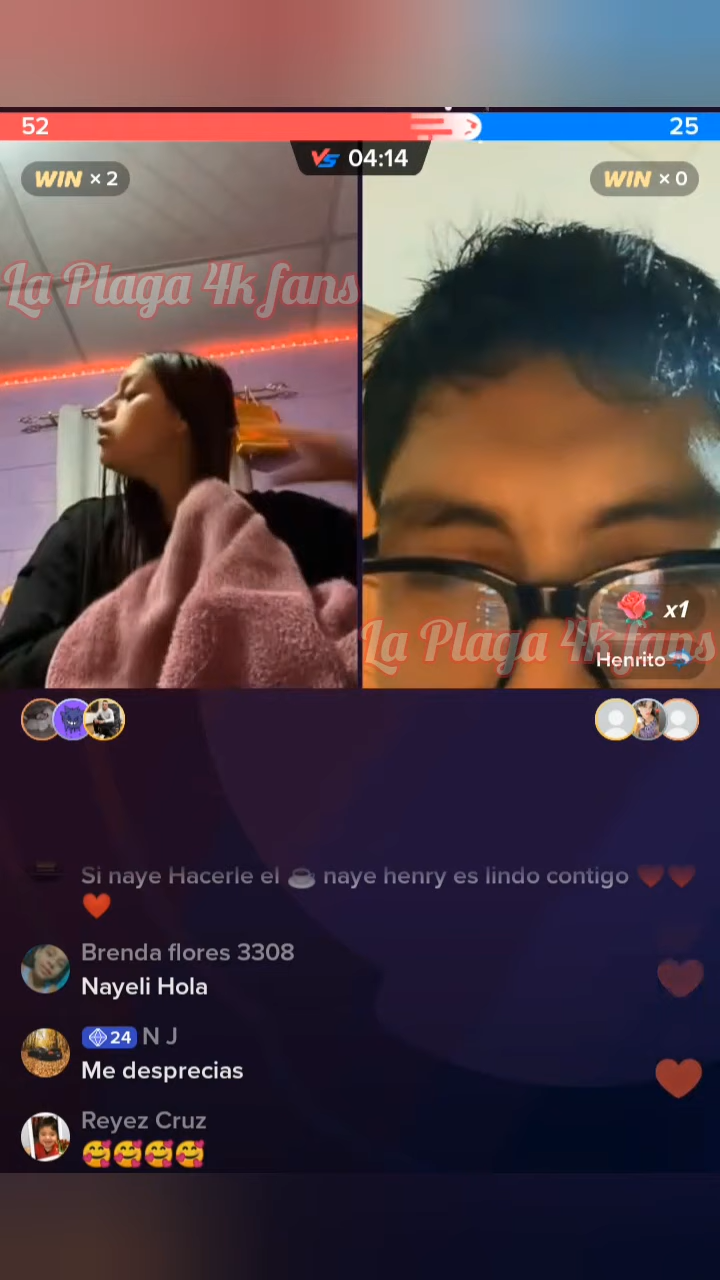 52
25
VS 04:14
WIN × 2
WIN × 0
La Plaga 4k fans
x1
La Plaga 4k fans
Henrito
Si naye Hacerle el ☕ naye henry es lindo contigo ❤️❤️
❤️
Brenda flores 3308
Nayeli Hola
24 N J
Me desprecias
Reyez Cruz
🥰🥰🥰🥰